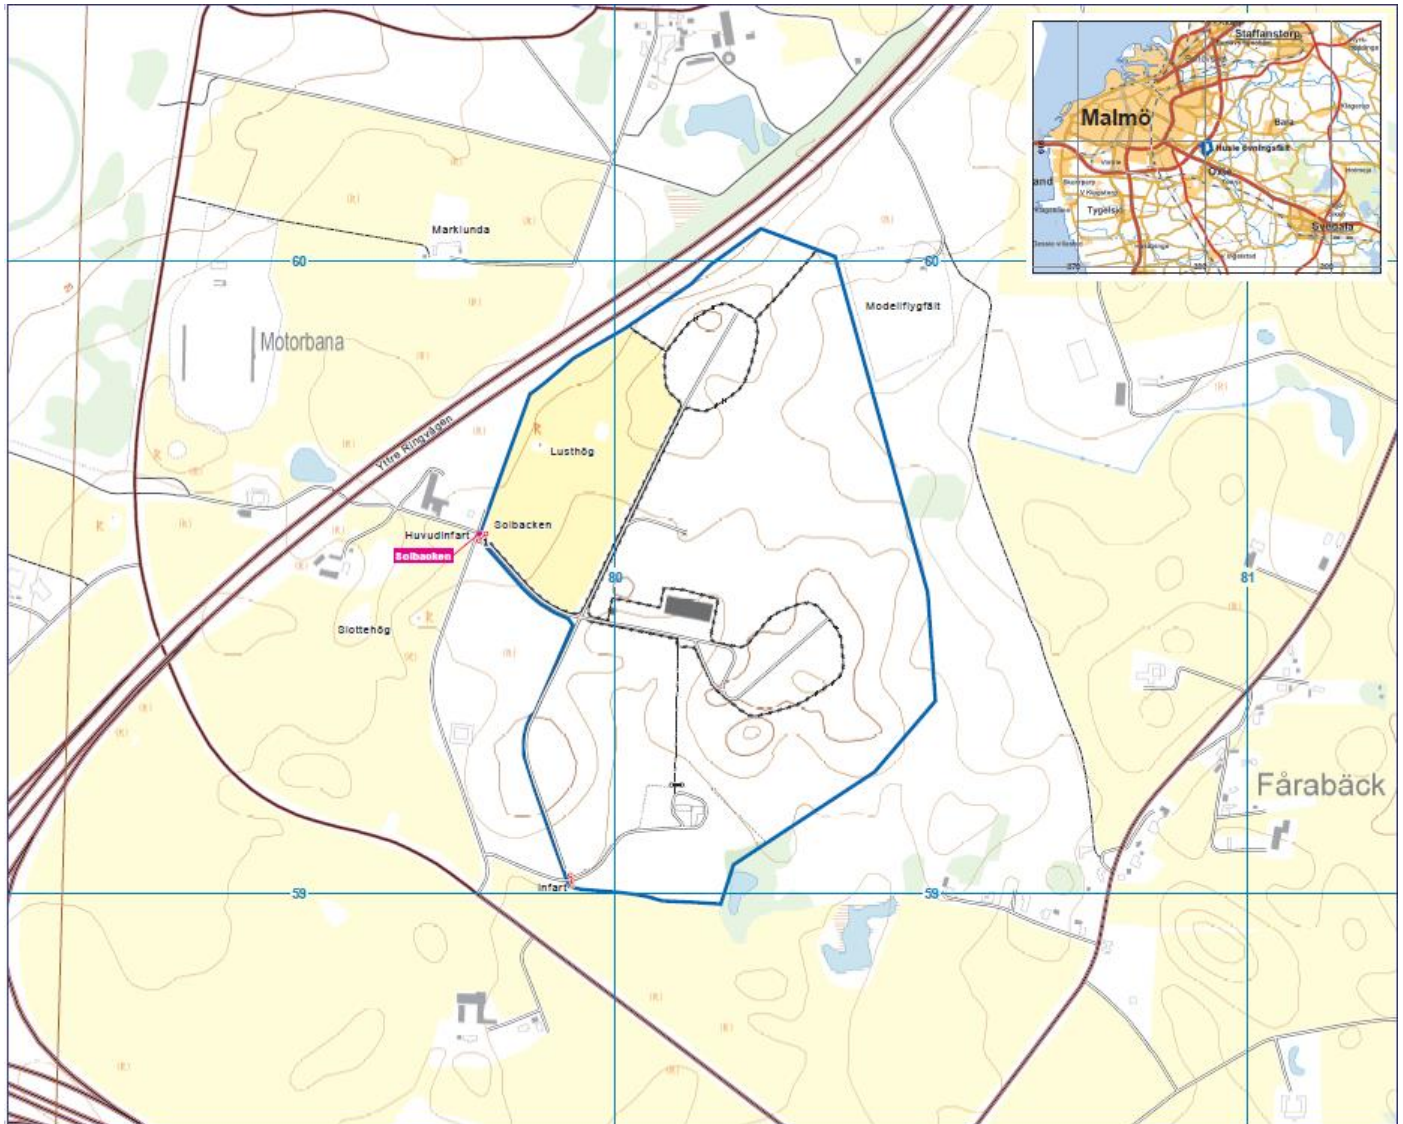 Staffanstorp
Malmö
Bara
Husie övningsfält
Oxie
Tygelsjö
Svedala
Marklunda
60
60
Modellflygfält
Motorbana
Yttre Ringvägen
R
Lusthög
R
Solbacken
Huvudinfart
1
Solbacken
R
80
81
Slottehög
R
Fårabäck
Infart
59
59